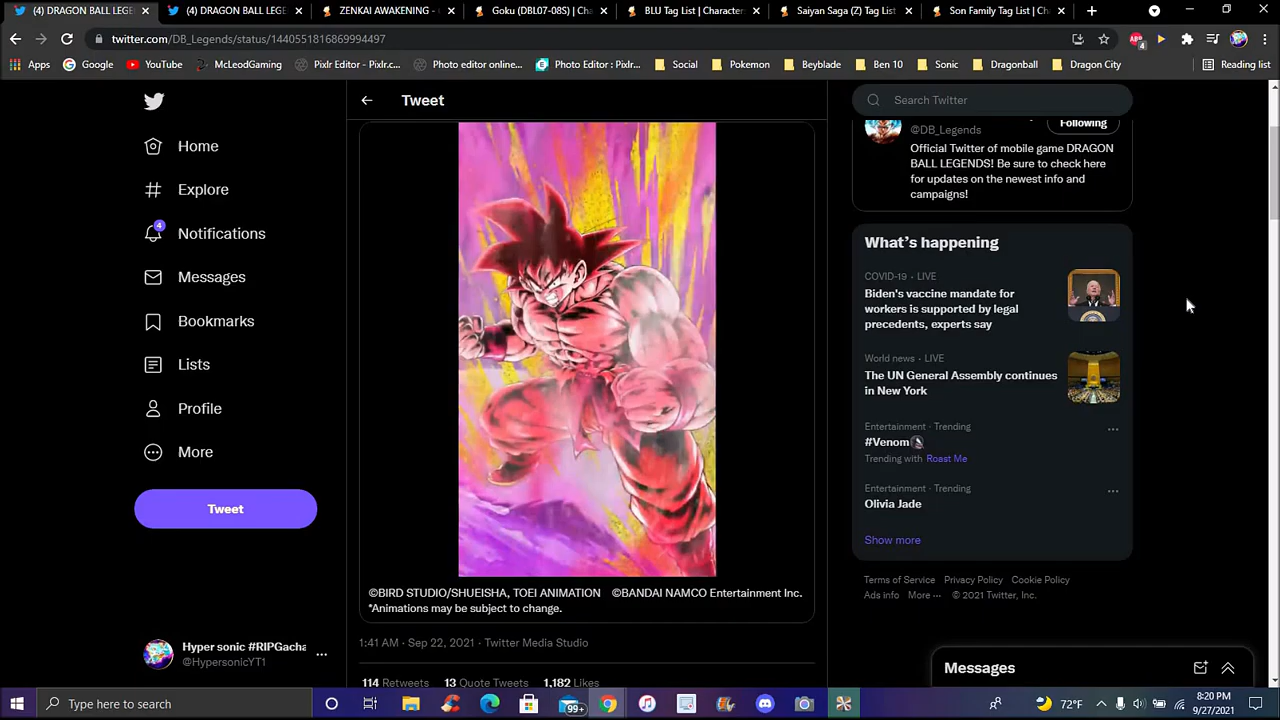 (4) DRAGON BALL LEGE
(4) DRAGON BALL LEGE
ZENKAI AWAKENING -
Goku (DBL07-08S) | Cha
BLU Tag List | Characters
Saiyan Saga (Z) Tag List
Son Family Tag List | Cha
twitter.com/DB_Legends/status/1440551816869994497
4
Apps
Google
YouTube
McLeodGaming
Pixlr Editor - Pixlr.c...
Photo editor online...
Photo Editor : Pixlr...
Social
Pokemon
Beyblade
Ben 10
Sonic
Dragonball
Dragon City
Reading list
Home
Explore
4
Notifications
Messages
Bookmarks
Lists
Profile
More
Tweet
Hyper sonic #RIPGacha
@HypersonicYT1
Tweet
©BIRD STUDIO/SHUEISHA, TOEI ANIMATION ©BANDAI NAMCO Entertainment Inc.
*Animations may be subject to change.
1:41 AM · Sep 22, 2021 · Twitter Media Studio
114 Retweets 13 Quote Tweets 1,182 Likes
Search Twitter
@DB_Legends
Following
Official Twitter of mobile game DRAGON
BALL LEGENDS! Be sure to check here
for updates on the newest info and
campaigns!
What's happening
COVID-19 · LIVE
Biden's vaccine mandate for
workers is supported by legal
precedents, experts say
World news · LIVE
The UN General Assembly continues
in New York
Entertainment · Trending
#Venom
Trending with Roast Me
Entertainment · Trending
Olivia Jade
Show more
Terms of Service Privacy Policy Cookie Policy
Ads info More ··· © 2021 Twitter, Inc.
Messages
Type here to search
99+
72°F
8:20 PM
9/27/2021